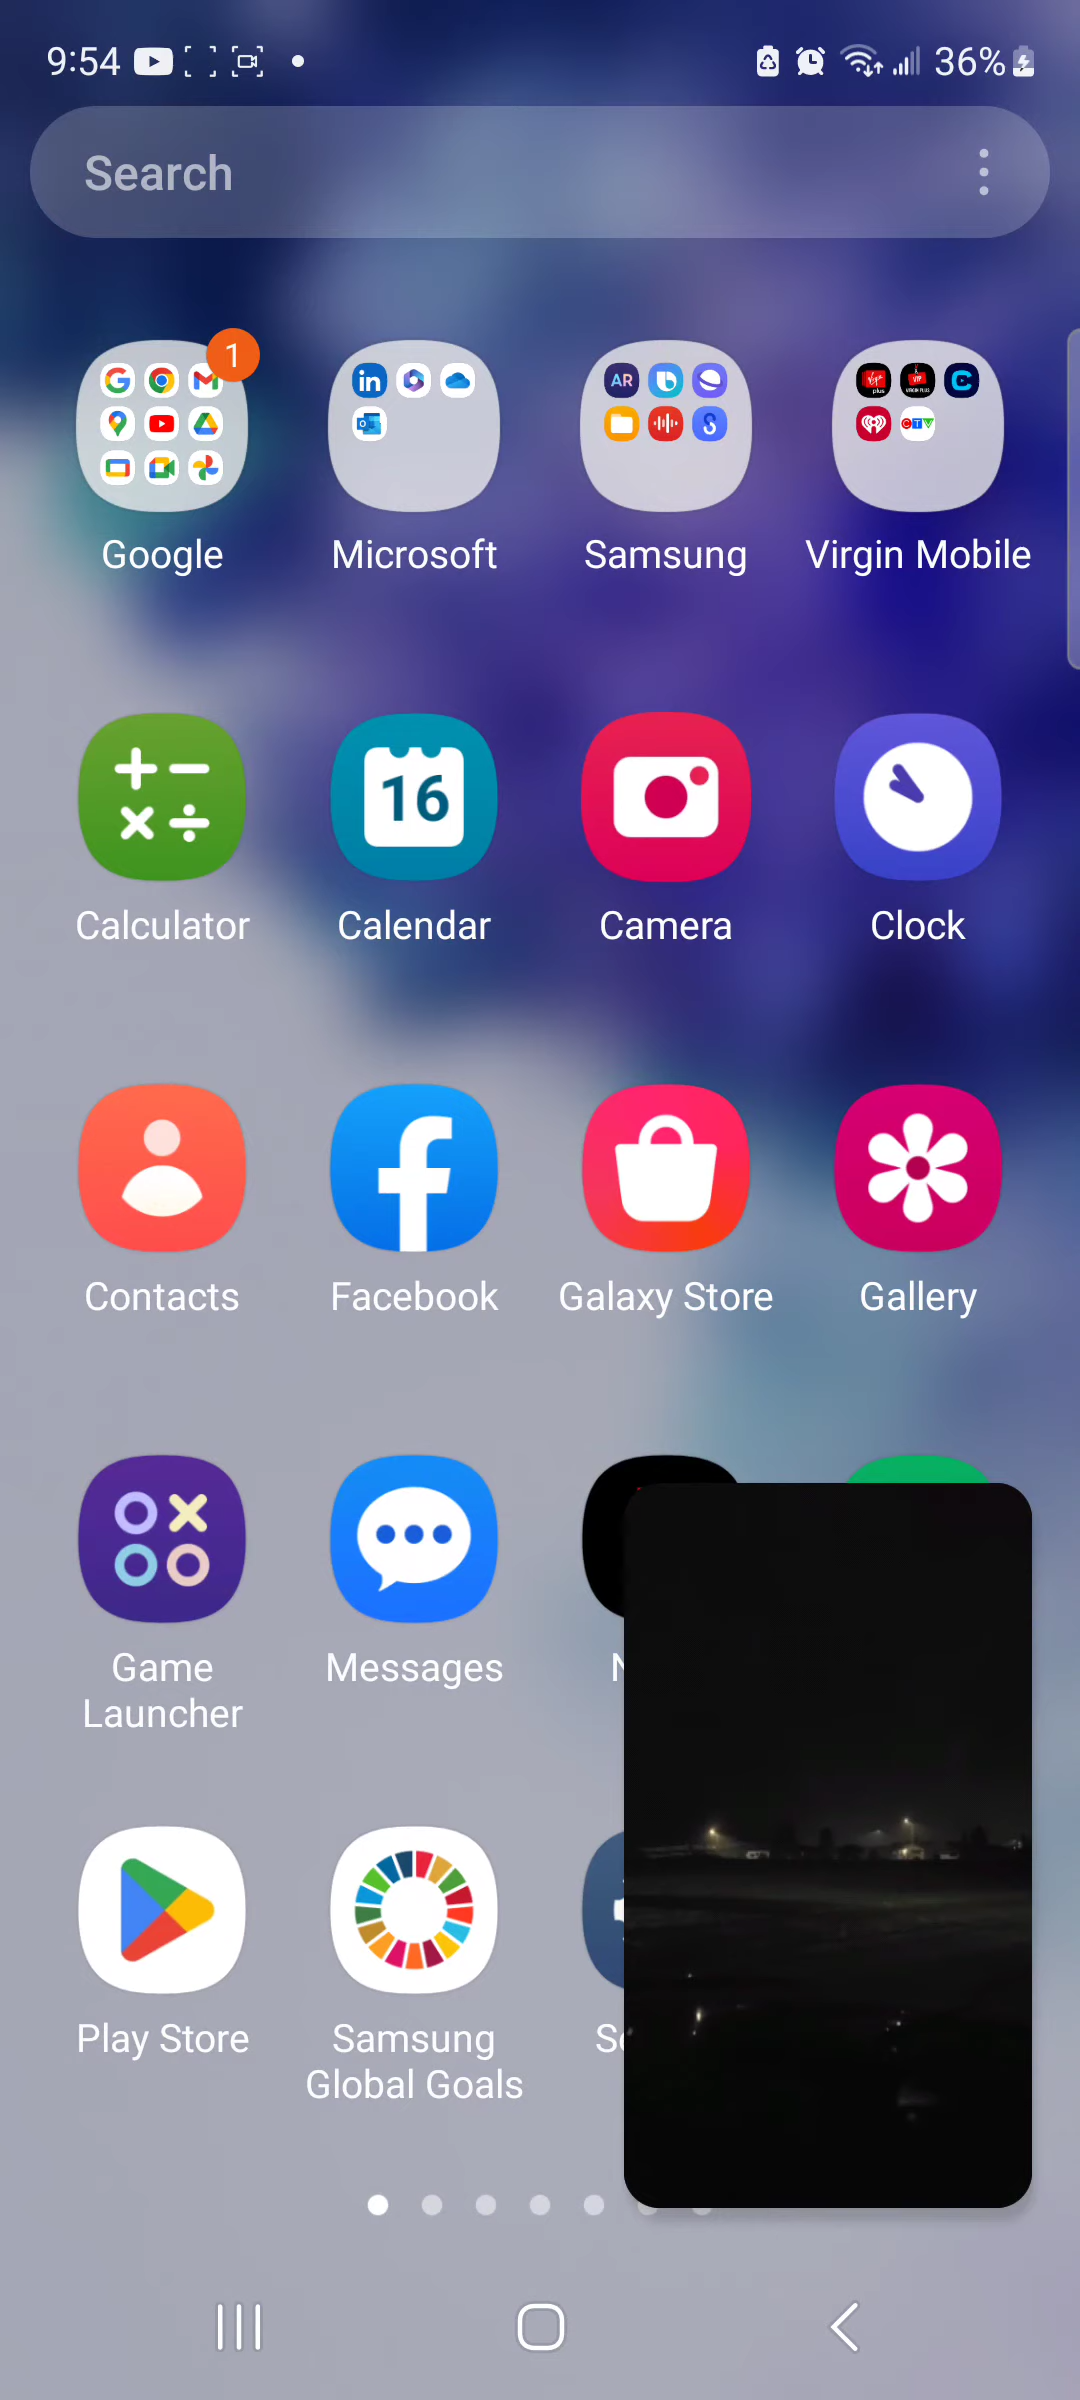 9:54
36%
Search
1
Google
Microsoft
Samsung
Virgin Mobile
16
Calculator
Calendar
Camera
Clock
Contacts
Facebook
Galaxy Store
Gallery
Game
Launcher
Messages
N
Play Store
Samsung
Global Goals